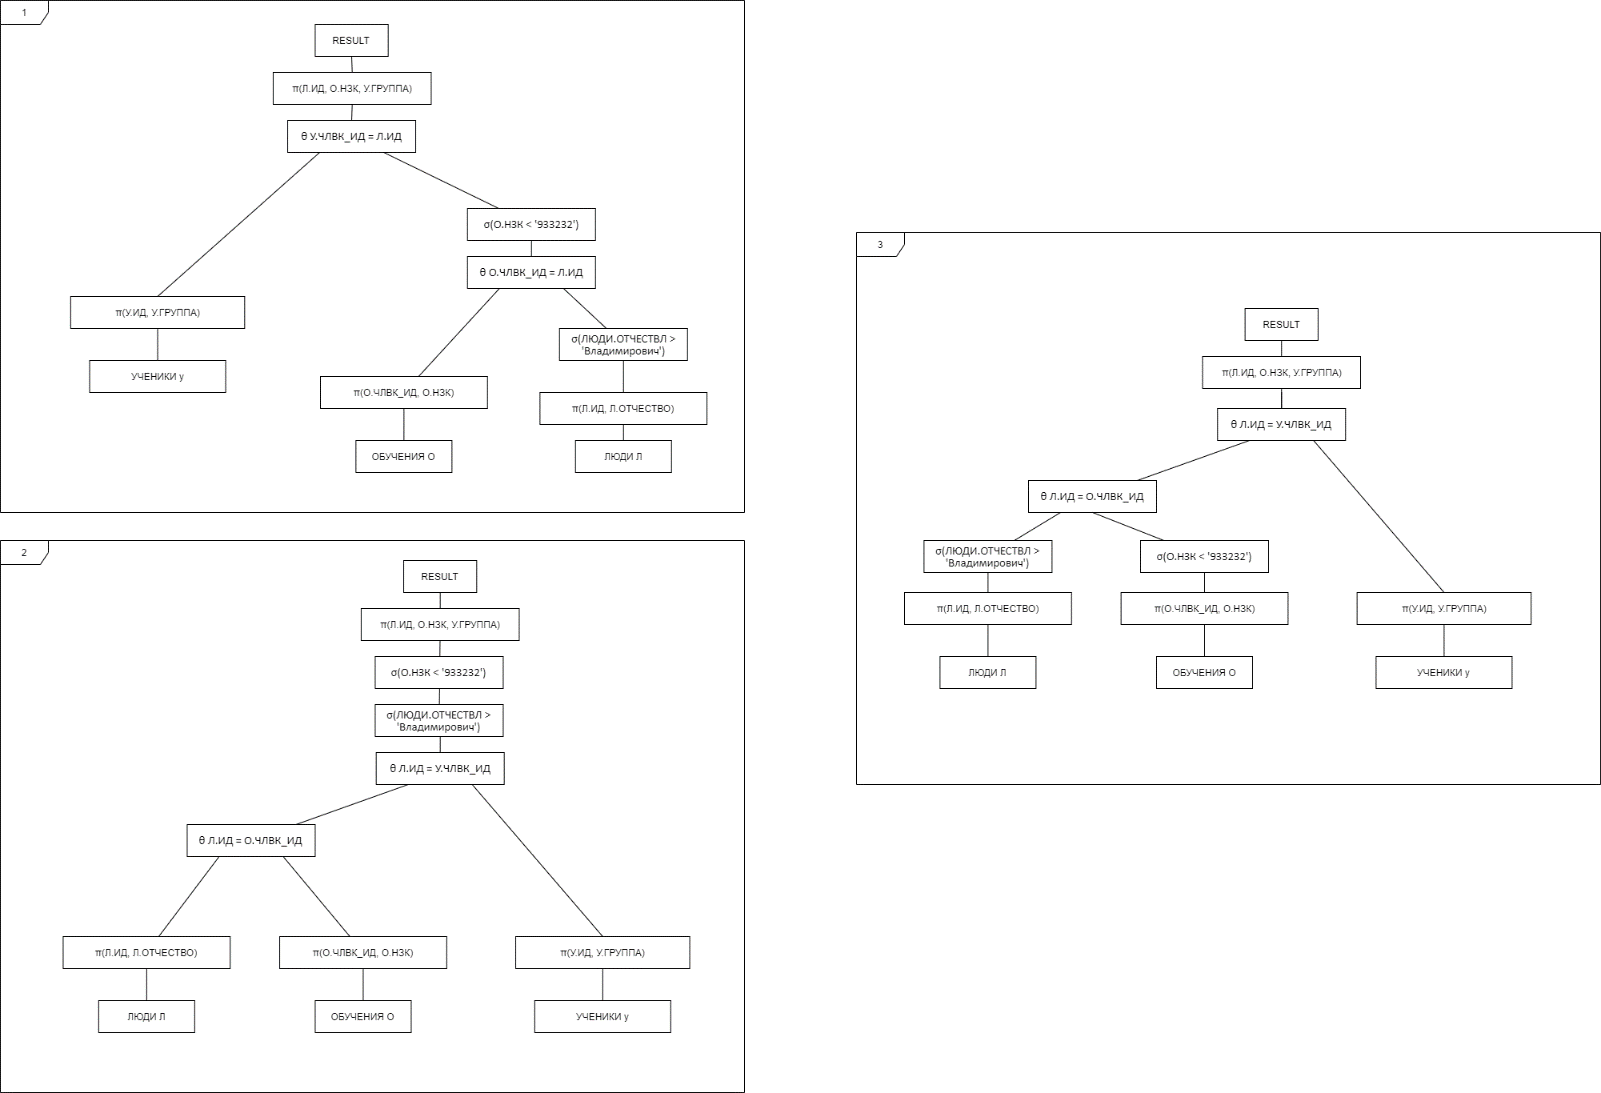 1
RESULT
π(Л.ИД, О.НЗК, У.ГРУППА)
θ У.ЧЛВК_ИД = Л.ИД
σ(О.НЗК < '933232')
θ О.ЧЛВК_ИД = Л.ИД
π(У.ИД, У.ГРУППА)
УЧЕНИКИ у
σ(ЛЮДИ.ОТЧЕСТВЛ >
'Владимирович')
π(О.ЧЛВК_ИД, О.НЗК)
π(Л.ИД, Л.ОТЧЕСТВО)
ОБУЧЕНИЯ О
ЛЮДИ Л
2
RESULT
π(Л.ИД, О.НЗК, У.ГРУППА)
σ(О.НЗК < '933232')
σ(ЛЮДИ.ОТЧЕСТВЛ >
'Владимирович')
θ Л.ИД = У.ЧЛВК_ИД
θ Л.ИД = О.ЧЛВК_ИД
π(Л.ИД, Л.ОТЧЕСТВО)
π(О.ЧЛВК_ИД, О.НЗК)
π(У.ИД, У.ГРУППА)
ЛЮДИ Л
ОБУЧЕНИЯ О
УЧЕНИКИ у
3
RESULT
π(Л.ИД, О.НЗК, У.ГРУППА)
θ Л.ИД = У.ЧЛВК_ИД
θ Л.ИД = О.ЧЛВК_ИД
σ(ЛЮДИ.ОТЧЕСТВЛ >
'Владимирович')
σ(О.НЗК < '933232')
π(Л.ИД, Л.ОТЧЕСТВО)
π(О.ЧЛВК_ИД, О.НЗК)
π(У.ИД, У.ГРУППА)
ЛЮДИ Л
ОБУЧЕНИЯ О
УЧЕНИКИ у